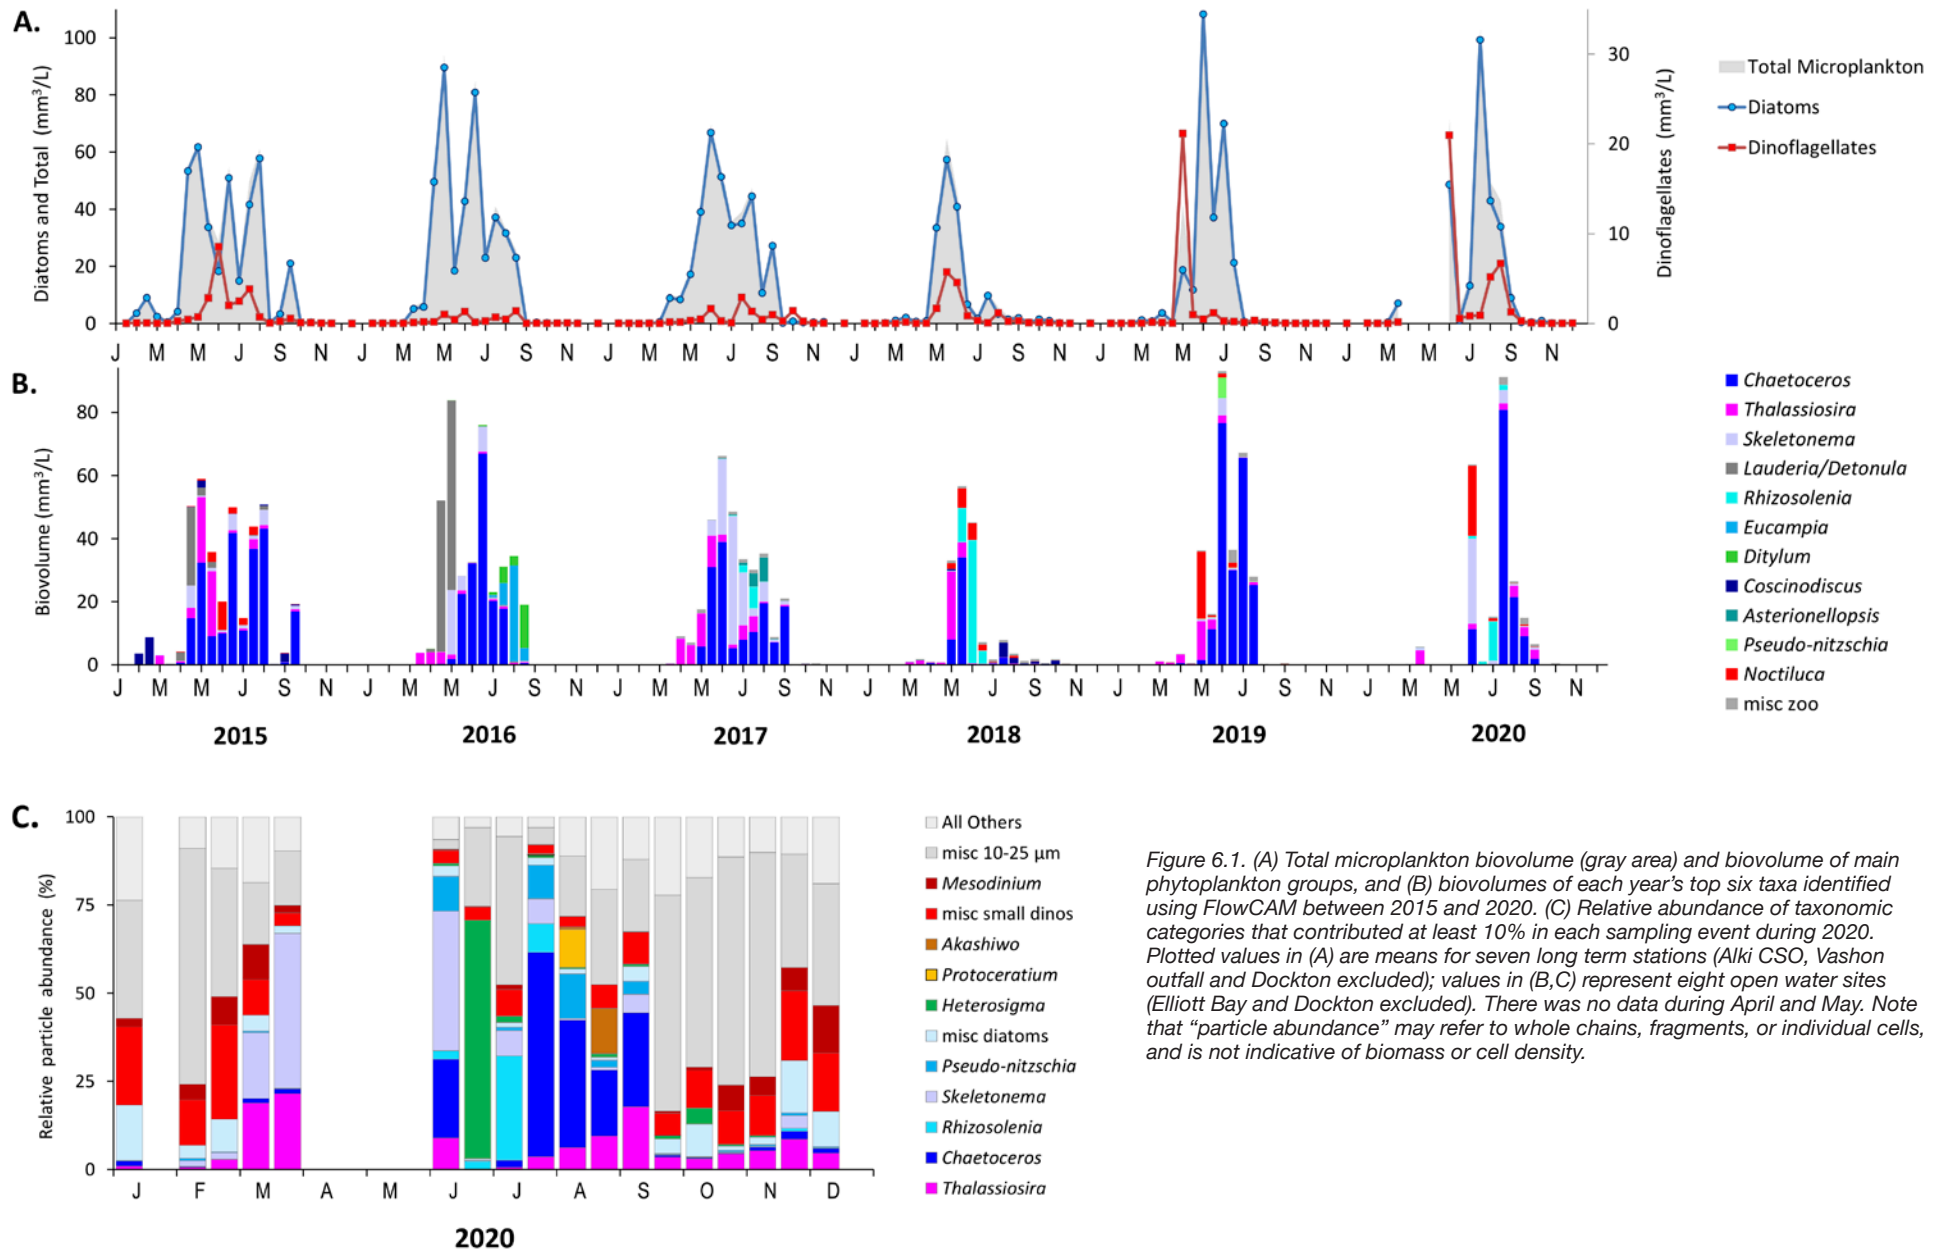 A.
100
80
60
40
20
0
Diatoms and Total (mm³/L)
30
20
10
0
Dinoflagellates (mm³/L)
Total Microplankton
Diatoms
Dinoflagellates
J M M J S N J M M J S N J M M J S N J M M J S N J M M J S N J M M J S N
B.
80
60
40
20
0
Biovolume (mm³/L)
Chaetoceros
Thalassiosira
Skeletonema
Lauderia/Detonula
Rhizosolenia
Eucampia
Ditylum
Coscinodiscus
Asterionellopsis
Pseudo-nitzschia
Noctiluca
misc zoo
J M M J S N J M M J S N J M M J S N J M M J S N J M M J S N J M M J S N
2015 2016 2017 2018 2019 2020
C.
100
75
50
25
0
Relative particle abundance (%)
J F M A M J J A S O N D
2020
All Others
misc 10-25 µm
Mesodinium
misc small dinos
Akashiwo
Protoceratium
Heterosigma
misc diatoms
Pseudo-nitzschia
Skeletonema
Rhizosolenia
Chaetoceros
Thalassiosira
Figure 6.1. (A) Total microplankton biovolume (gray area) and biovolume of main
phytoplankton groups, and (B) biovolumes of each year's top six taxa identified
using FlowCAM between 2015 and 2020. (C) Relative abundance of taxonomic
categories that contributed at least 10% in each sampling event during 2020.
Plotted values in (A) are means for seven long term stations (Alki CSO, Vashon
outfall and Dockton excluded); values in (B,C) represent eight open water sites
(Elliott Bay and Dockton excluded). There was no data during April and May. Note
that “particle abundance” may refer to whole chains, fragments, or individual cells,
and is not indicative of biomass or cell density.